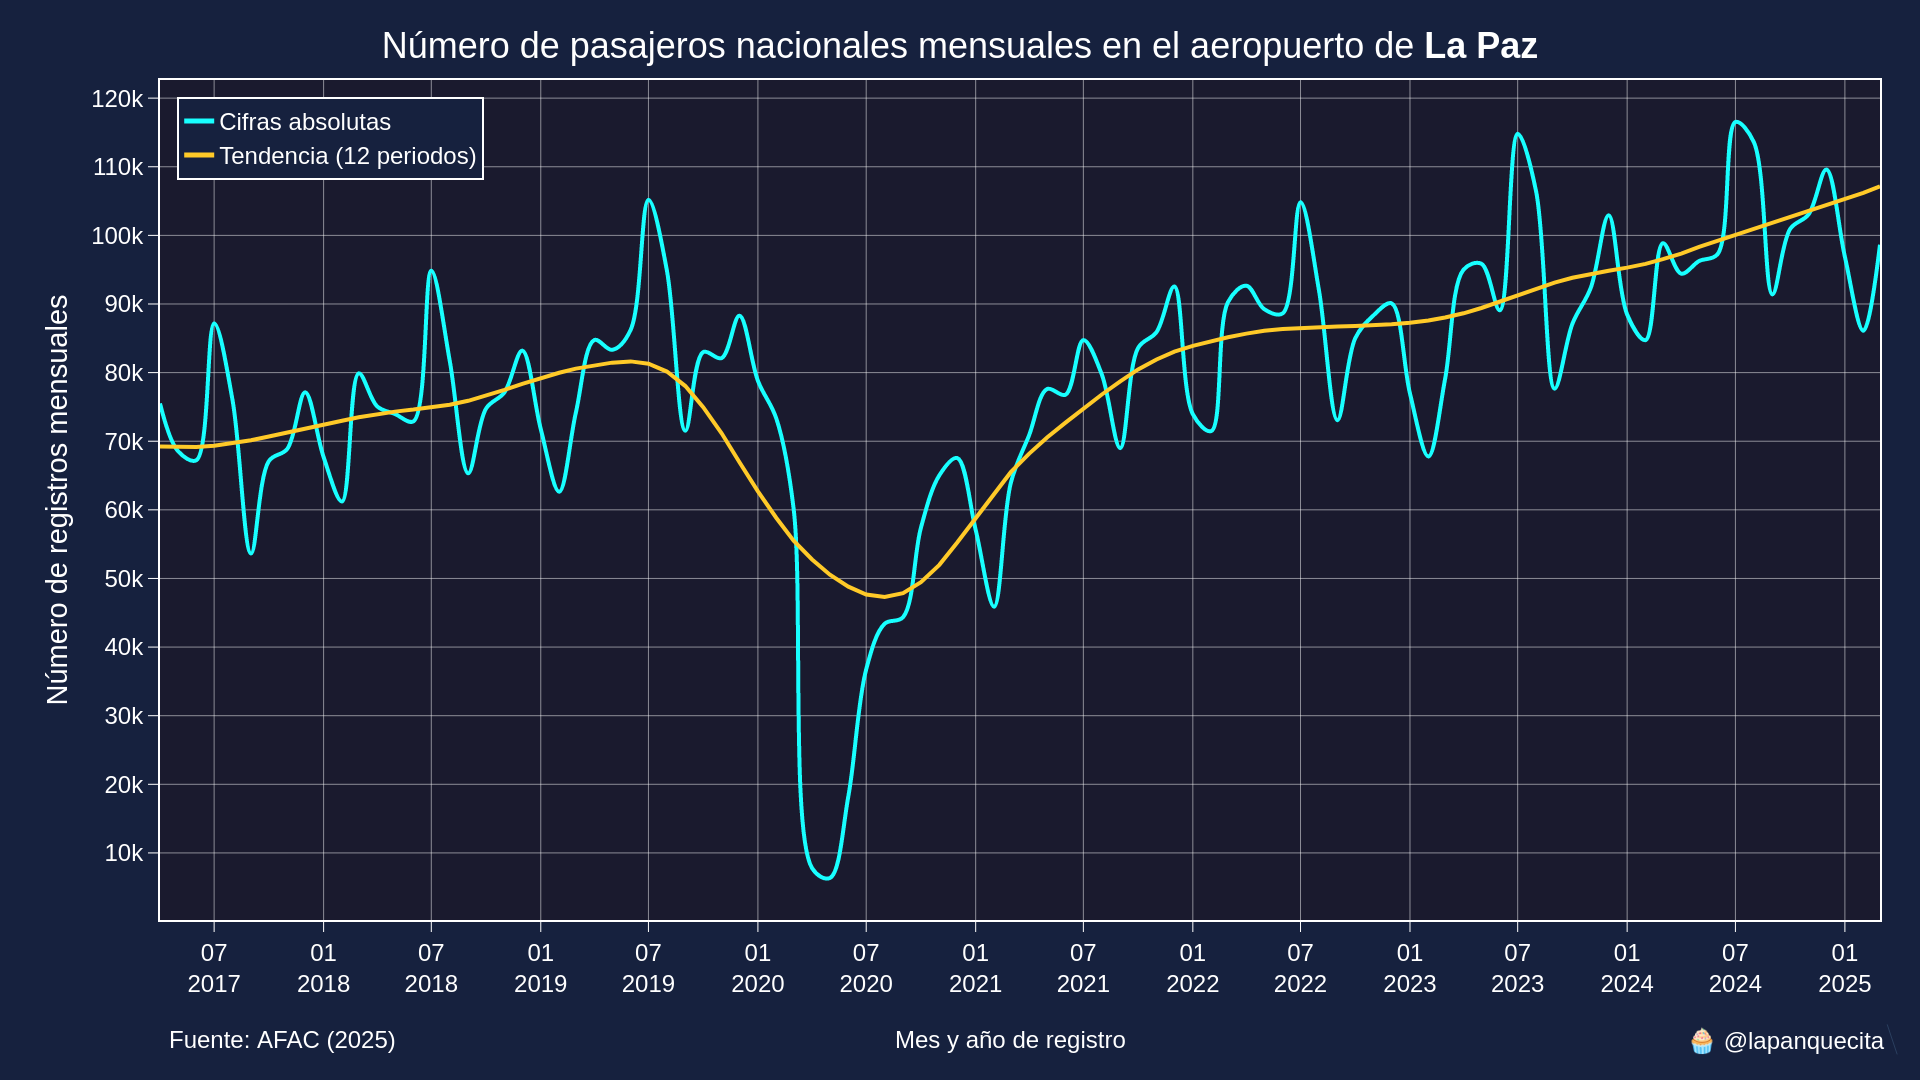 Número de pasajeros nacionales mensuales en el aeropuerto de La Paz
Número de registros mensuales
120k
110k
100k
90k
80k
70k
60k
50k
40k
30k
20k
10k
Cifras absolutas
Tendencia (12 periodos)
07 01 07 01 07 01 07 01 07 01 07 01 07 01 07 01
2017 2018 2018 2019 2019 2020 2020 2021 2021 2022 2022 2023 2023 2024 2024 2025
Fuente: AFAC (2025)
Mes y año de registro
🧁 @lapanquecita